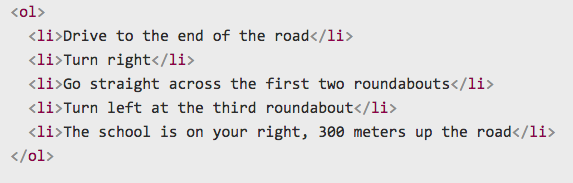 <ol>
<li>Drive to the end of the road</li>
<li>Turn right</li>
<li>Go straight across the first two roundabouts</li>
<li>Turn left at the third roundabout</li>
<li>The school is on your right, 300 meters up the road</li>
</ol>